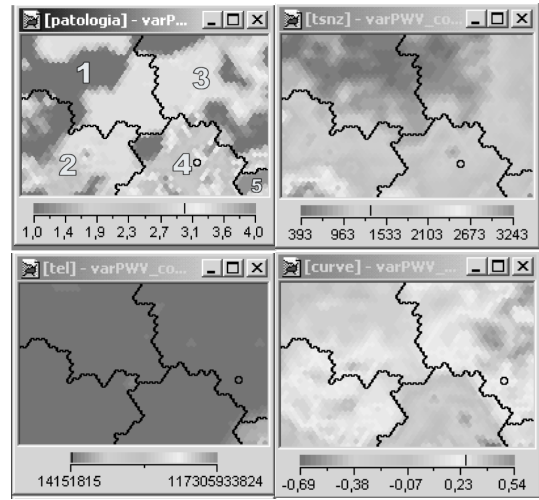 [patologia] - varP...
[tsnz] - varPWV_co...
1
3
2
4
5
1,0 1,4 1,9 2,3 2,7 3,1 3,6 4,0
393 963 1533 2103 2673 3243
[tel] - varPWV_co...
[curve] - varPWV_...
14151815 117305933824
-0,69 -0,38 -0,07 0,23 0,54